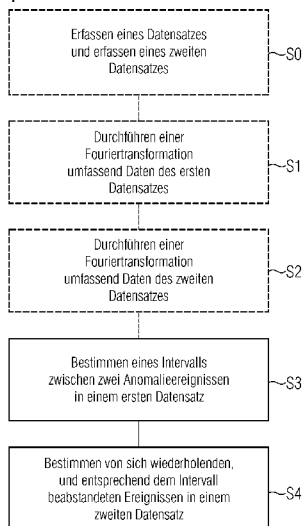 Erfassen eines Datensatzes
und erfassen eines zweiten
Datensatzes
S0
Durchführen einer
Fouriertransformation
umfassend Daten des ersten
Datensatzes
S1
Durchführen einer
Fouriertransformation
umfassend Daten des zweiten
Datensatzes
S2
Bestimmen eines Intervalls
zwischen zwei Anomalieereignissen
in einem ersten Datensatz
S3
Bestimmen von sich wiederholenden,
und entsprechend dem Intervall
beabstandeten Ereignissen in einem
zweiten Datensatz
S4